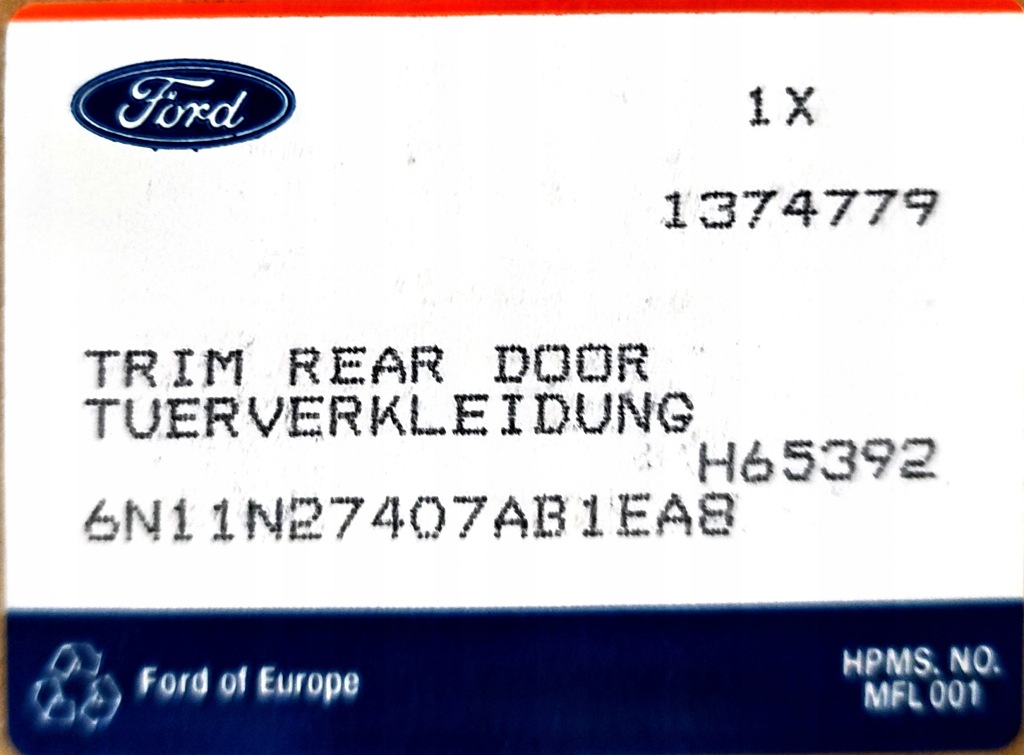 Ford
1X
1374779
TRIM REAR DOOR
TUERVERKLEIDUNG
H65392
6N11N27407AB1EA8
Ford of Europe
HPMS. NO.
MFL 001